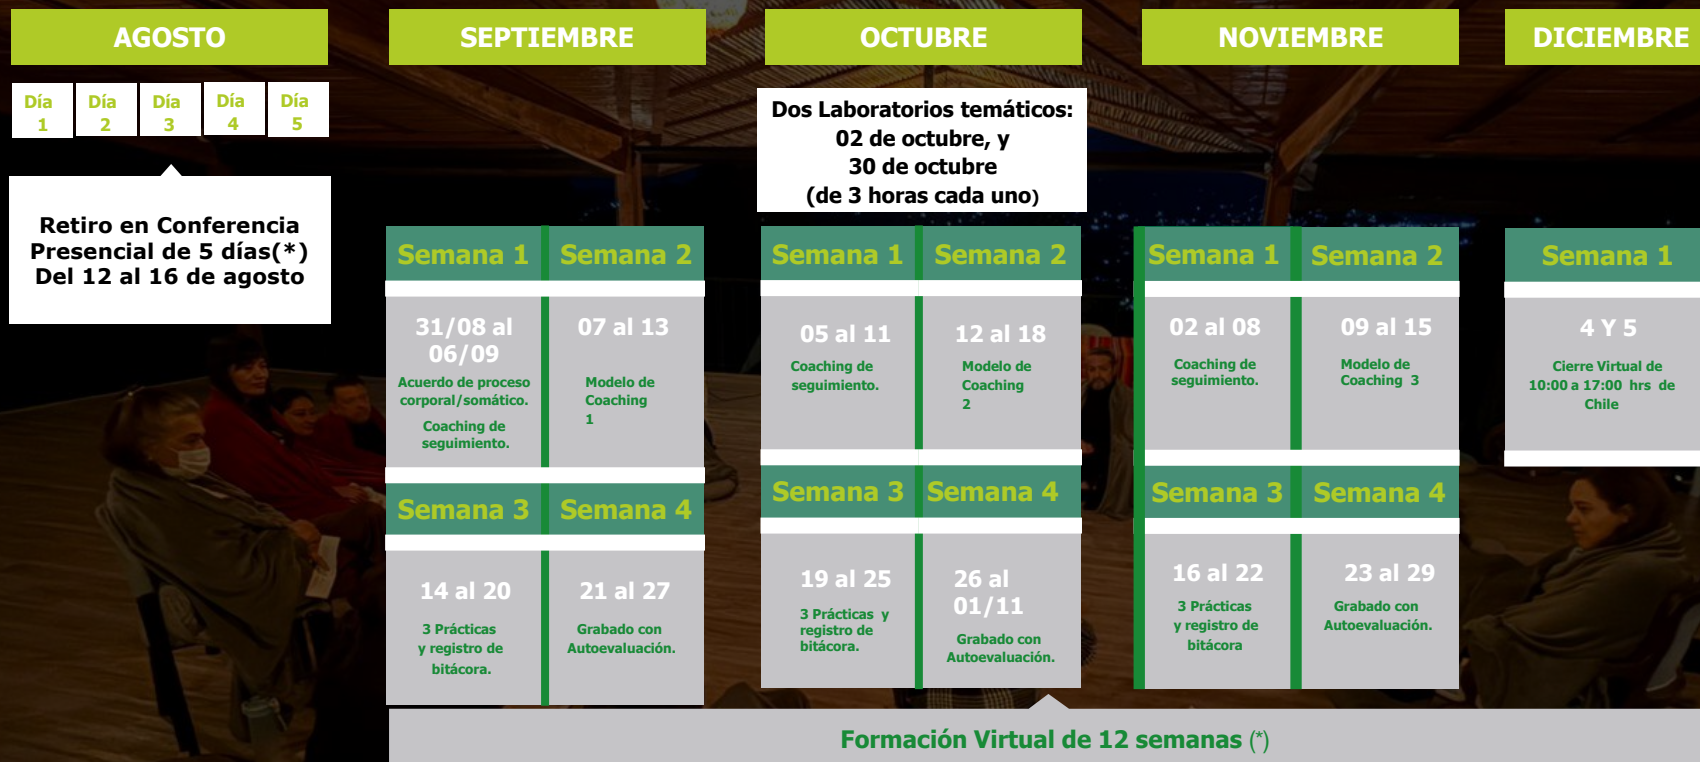 AGOSTO
Día
1
Día
2
Día
3
Día
4
Día
5
Retiro en Conferencia
Presencial de 5 días(*)
Del 12 al 16 de agosto
SEPTIEMBRE
Semana 1
31/08 al
06/09
Acuerdo de proceso
corporal/somático.
Coaching de
seguimiento.
Semana 2
07 al 13
Modelo de
Coaching
1
Semana 3
14 al 20
3 Prácticas
y registro de
bitácora.
Semana 4
21 al 27
Grabado con
Autoevaluación.
OCTUBRE
Dos Laboratorios temáticos:
02 de octubre, y
30 de octubre
(de 3 horas cada uno)
Semana 1
05 al 11
Coaching de
seguimiento.
Semana 2
12 al 18
Modelo de
Coaching
2
Semana 3
19 al 25
3 Prácticas y
registro de
bitácora.
Semana 4
26 al
01/11
Grabado con
Autoevaluación.
NOVIEMBRE
Semana 1
02 al 08
Coaching de
seguimiento.
Semana 2
09 al 15
Modelo de
Coaching 3
Semana 3
16 al 22
3 Prácticas
y registro de
bitácora
Semana 4
23 al 29
Grabado con
Autoevaluación.
DICIEMBRE
Semana 1
4 Y 5
Cierre Virtual de
10:00 a 17:00 hrs de
Chile
Formación Virtual de 12 semanas (*)